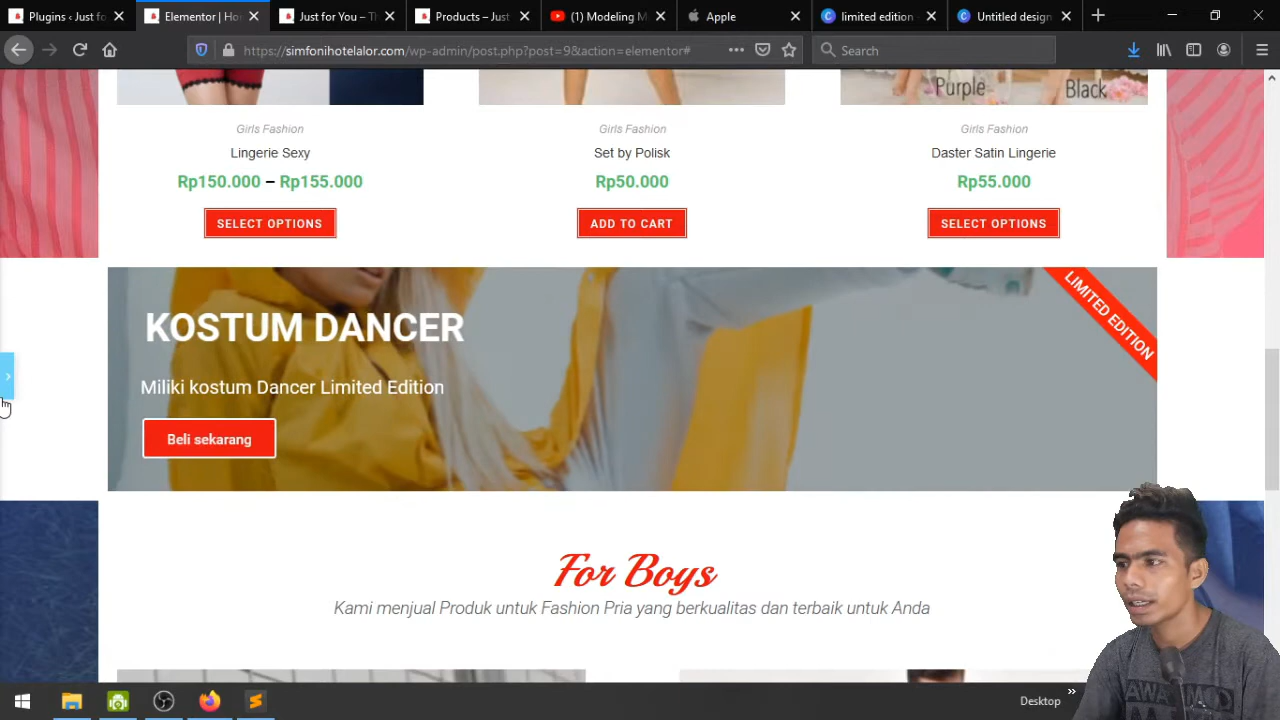 Plugins ‹ Just fo
Elementor | Ho
Just for You – Th
Products – Just
(1) Modeling M
Apple
limited edition -
Untitled design
https://simfonihotelalor.com/wp-admin/post.php?post=9&action=elementor#
Search
Purple
Black
Girls Fashion
Girls Fashion
Girls Fashion
Lingerie Sexy
Set by Polisk
Daster Satin Lingerie
Rp150.000 – Rp155.000
Rp50.000
Rp55.000
SELECT OPTIONS
ADD TO CART
SELECT OPTIONS
LIMITED EDITION
KOSTUM DANCER
Miliki kostum Dancer Limited Edition
Beli sekarang
For Boys
Kami menjual Produk untuk Fashion Pria yang berkualitas dan terbaik untuk Anda
Desktop